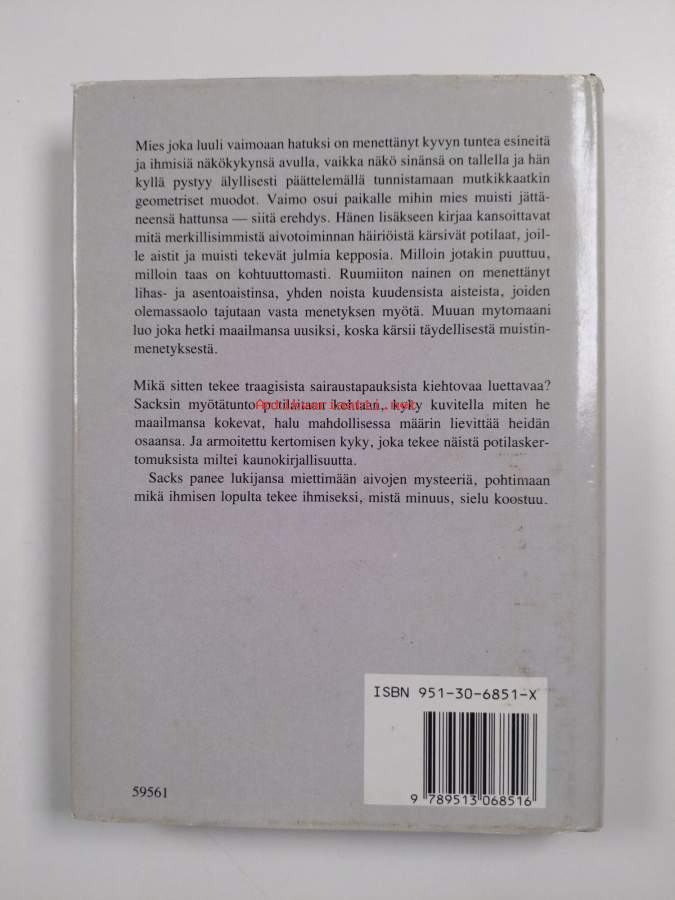 Mies joka luuli vaimoaan hatuksi on menettänyt kyvyn tuntea esineitä
ja ihmisiä näkökykynsä avulla, vaikka näkö sinänsä on tallella ja hän
kyllä pystyy älyllisesti päättelemällä tunnistamaan mutkikkaatkin
geometriset muodot. Vaimo osui paikalle mihin mies muisti jättä-
neensä hattunsa — siitä erehdys. Hänen lisäkseen kirjaa kansoittavat
mitä merkillisimmistä aivotoiminnan häiriöistä kärsivät potilaat, joil-
le aistit ja muisti tekevät julmia kepposia. Milloin jotakin puuttuu,
milloin taas on kohtuuttomasti. Ruumiiton nainen on menettänyt
lihas- ja asentoaistinsa, yhden noista kuudensista aisteista, joiden
olemassaolo tajutaan vasta menetyksen myötä. Muuan mytomaani
luo joka hetki maailmansa uusiksi, koska kärsii täydellisestä muistin-
menetyksestä.
Mikä sitten tekee traagisista sairaustapauksista kiehtovaa luettavaa?
Sacksin myötätunto potilaitaan kohtaan, kyky kuvitella miten he
Antikvariaatti.net
maailmansa kokevat, halu mahdollisessa määrin lievittää heidän
osaansa. Ja armoitettu kertomisen kyky, joka tekee näistä potilasker-
tomuksista miltei kaunokirjallisuutta.
Sacks panee lukijansa miettimään aivojen mysteeriä, pohtimaan
mikä ihmisen lopulta tekee ihmiseksi, mistä minuus, sielu koostuu.
ISBN 951-30-6851-X
9 789513 068516
59561